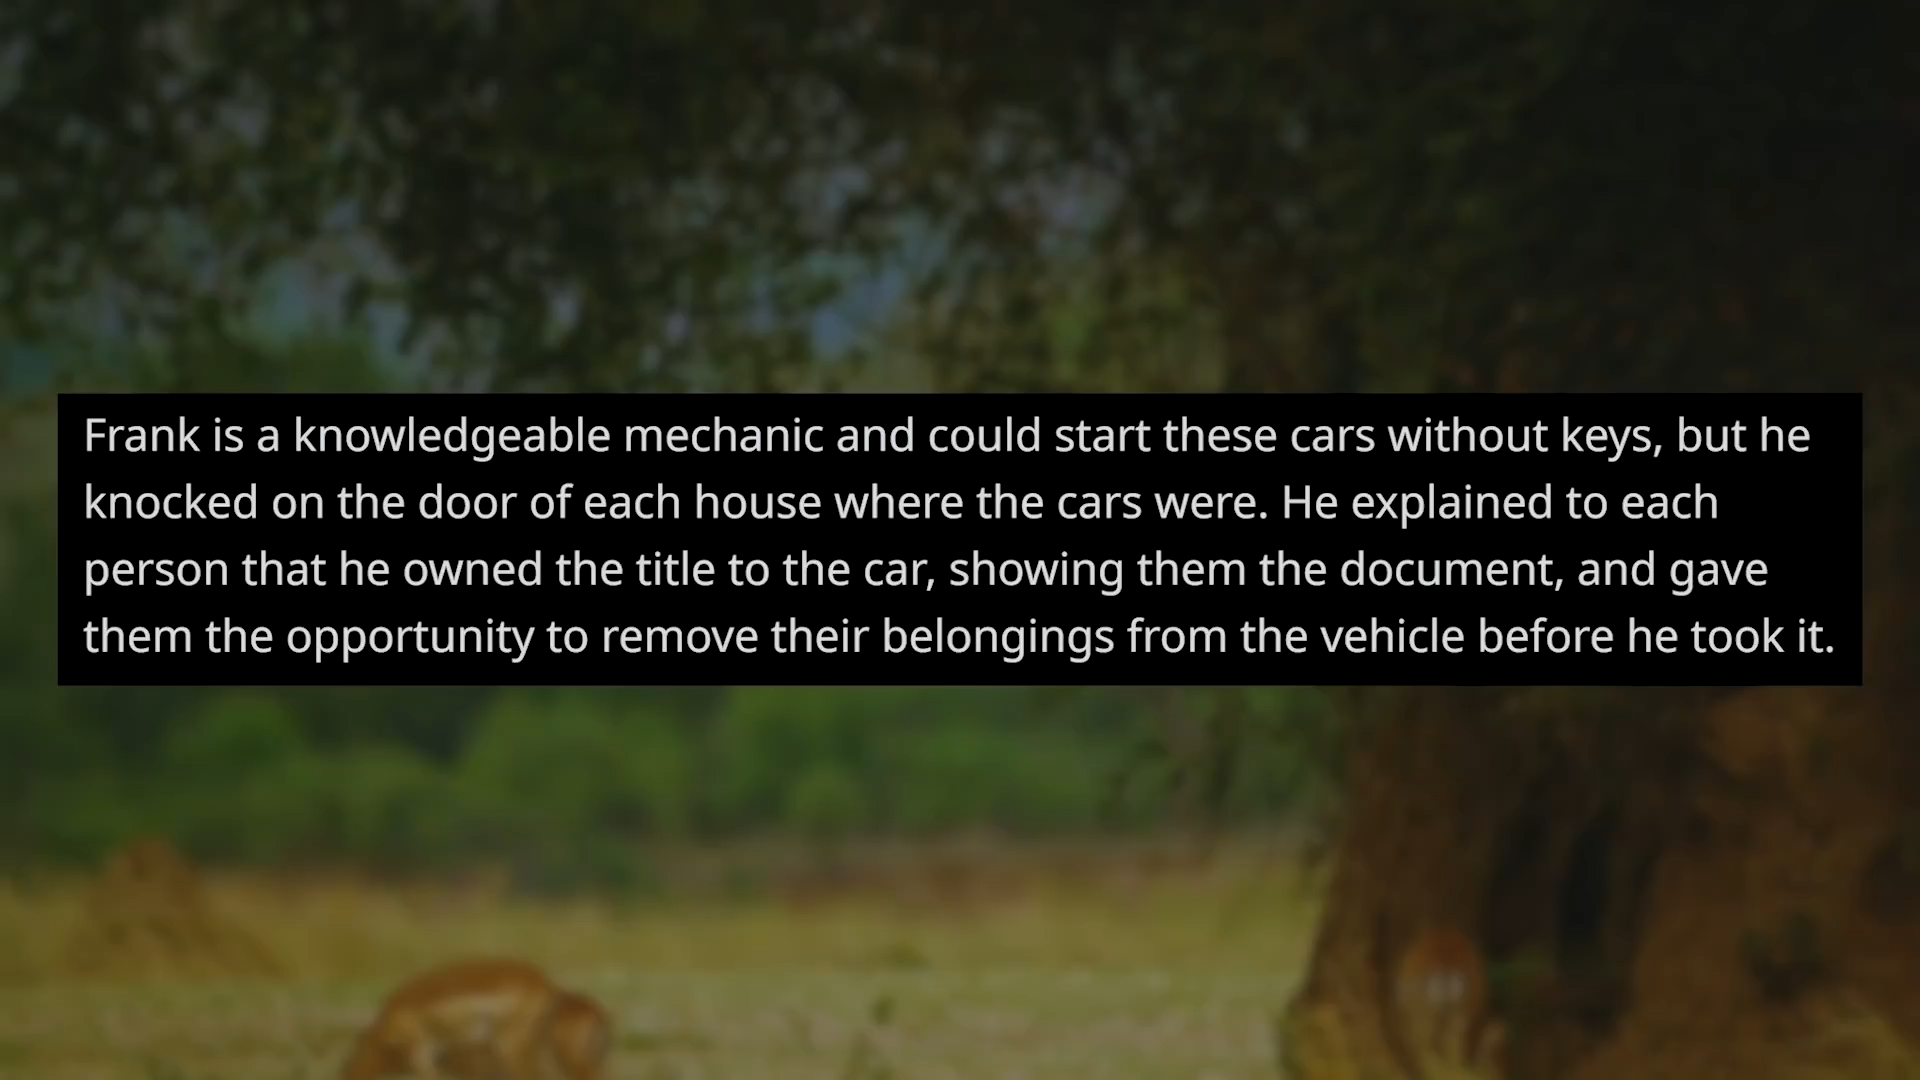 Frank is a knowledgeable mechanic and could start these cars without keys, but he
knocked on the door of each house where the cars were. He explained to each
person that he owned the title to the car, showing them the document, and gave
them the opportunity to remove their belongings from the vehicle before he took it.